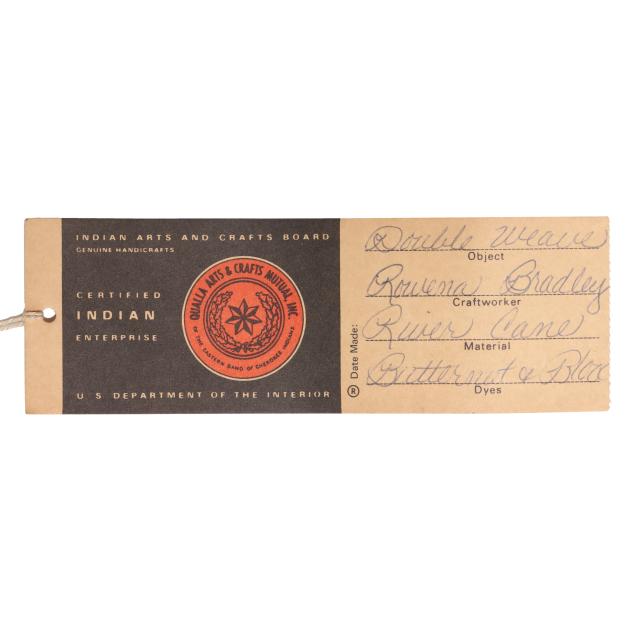 INDIAN ARTS AND CRAFTS BOARD
GENUINE HANDICRAFTS
CERTIFIED
INDIAN
ENTERPRISE
QUALLA ARTS & CRAFTS MUTUAL, INC.
OF THE EASTERN BAND OF CHEROKEE INDIANS
U S DEPARTMENT OF THE INTERIOR
Date Made:
®
Double Weave
Object
Rowena Bradley
Craftworker
River Cane
Material
Butternut &
Dyes